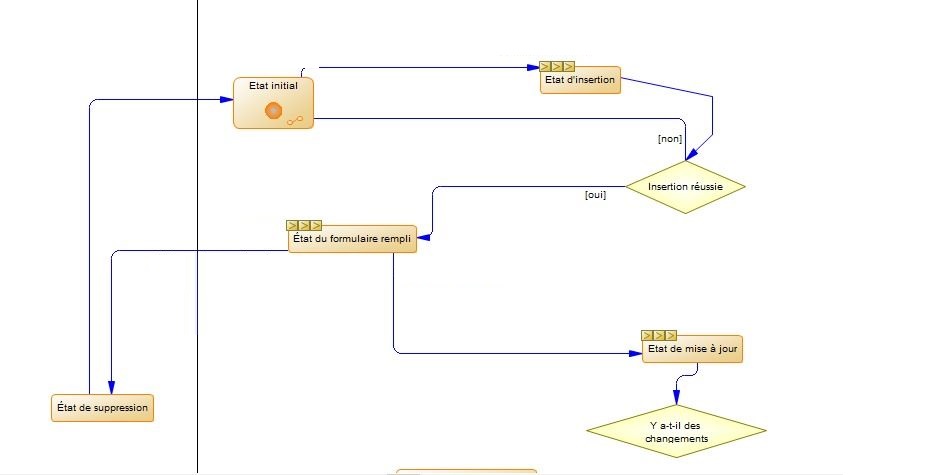 Etat initial
Etat d'insertion
[non]
Insertion réussie
[oui]
État du formulaire rempli
Etat de mise à jour
État de suppression
Y a-t-il des
changements